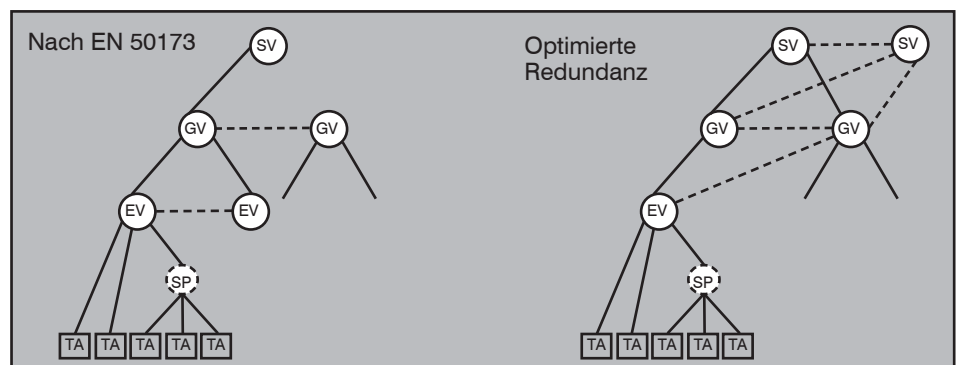 Nach EN 50173
SV
GV
GV
EV
EV
SP
TA TA TA TA TA
Optimierte
Redundanz
SV
SV
GV
GV
EV
SP
TA TA TA TA TA